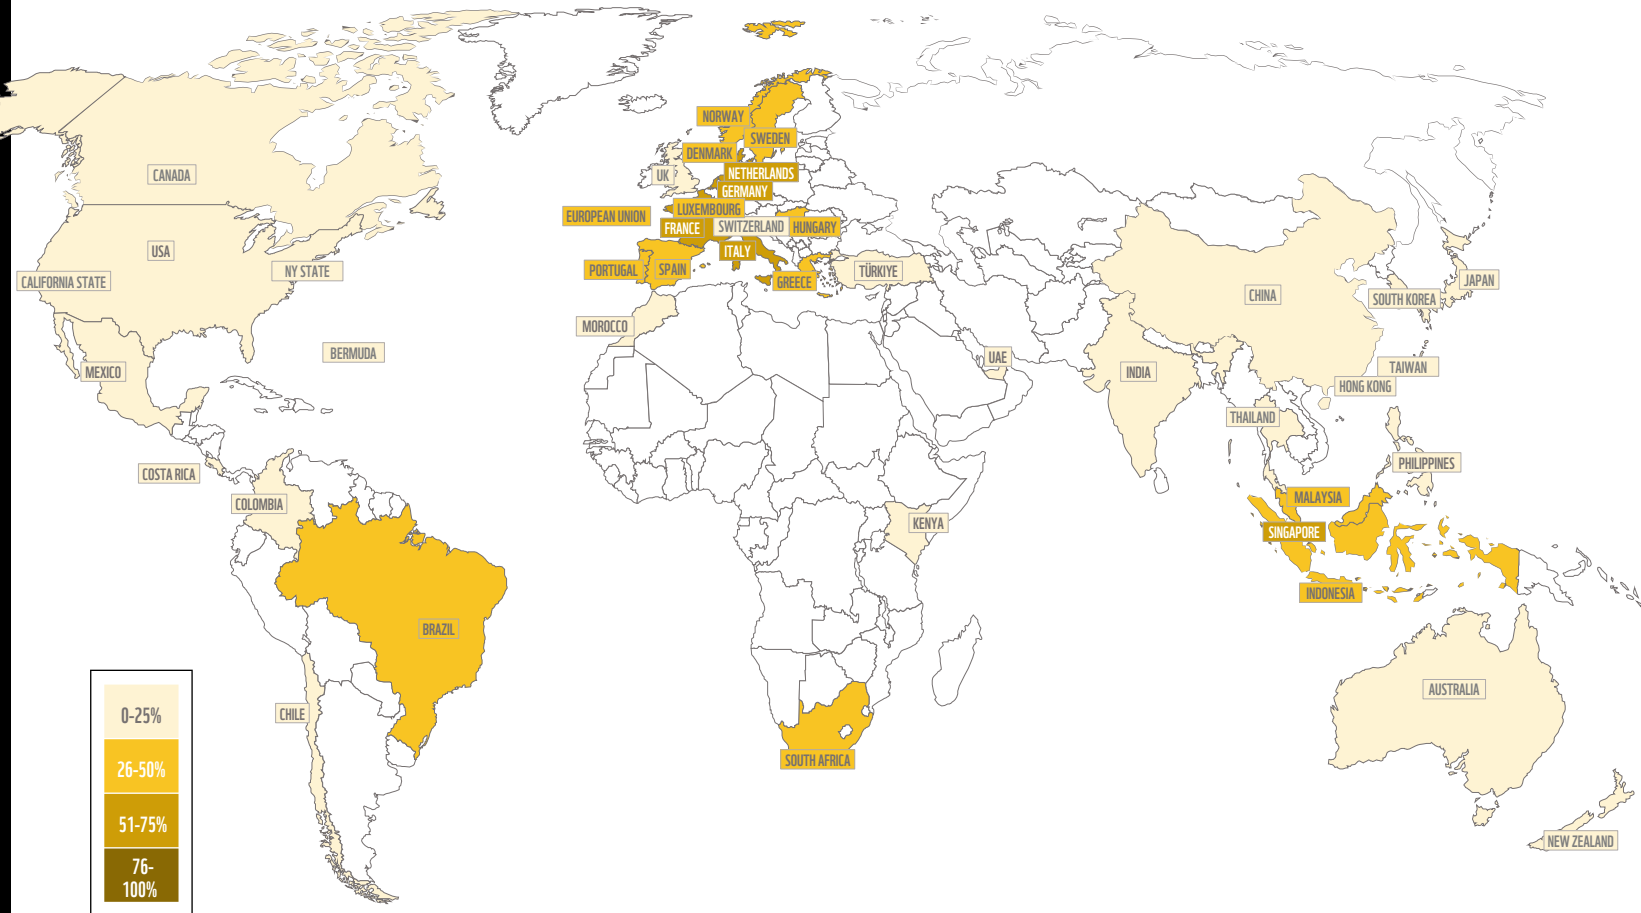 NORWAY
SWEDEN
DENMARK
NETHERLANDS
UK
CANADA
GERMANY
LUXEMBOURG
EUROPEAN UNION
FRANCE
SWITZERLAND
HUNGARY
USA
ITALY
NY STATE
PORTUGAL
SPAIN
TÜRKIYE
CALIFORNIA STATE
GREECE
JAPAN
CHINA
SOUTH KOREA
MOROCCO
BERMUDA
UAE
TAIWAN
MEXICO
INDIA
HONG KONG
THAILAND
PHILIPPINES
COSTA RICA
COLOMBIA
MALAYSIA
KENYA
SINGAPORE
INDONESIA
BRAZIL
AUSTRALIA
CHILE
SOUTH AFRICA
NEW ZEALAND
0-25%
26-50%
51-75%
76-
100%